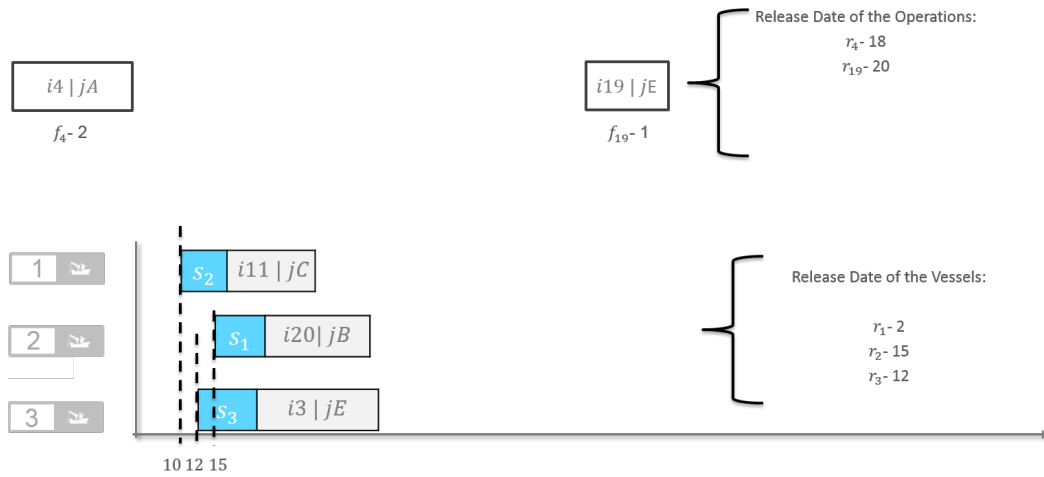 Release Date of the Operations:
r₄- 18
r₁₉- 20
i4 | jA
i19 | jE
f₄- 2
f₁₉- 1
1
s₂
i11 | jC
Release Date of the Vessels:
2
s₁
i20| jB
r₁- 2
r₂- 15
r₃- 12
3
s₃
i3 | jE
10 12 15